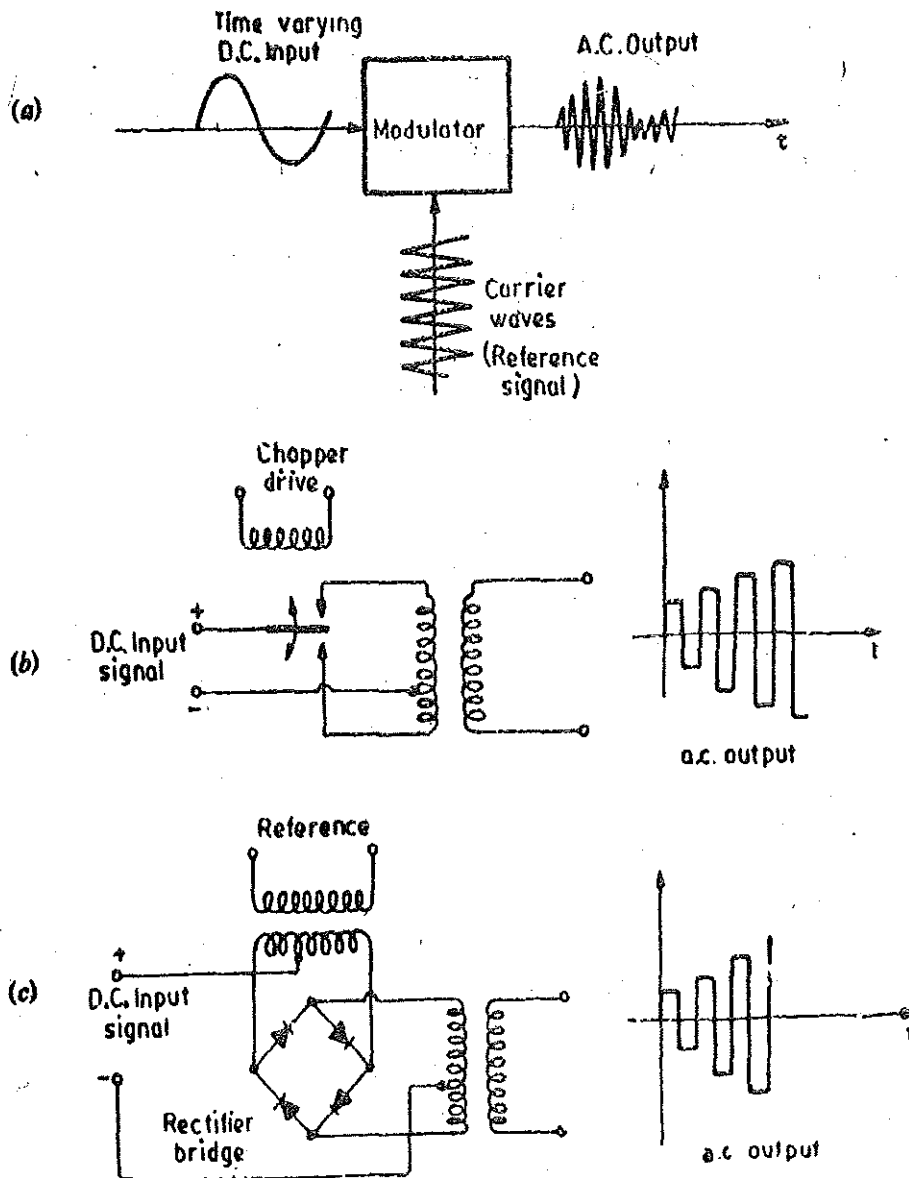 Time varying
D.C. Input
A.C. Output
(a)
Modulator
t
Carrier
waves
(Reference
signal)
Chopper
drive
+
D.C. Input
signal
(b)
-
t
a.c. output
Reference
+
(c)
D.C. Input
signal
-
Rectifier
bridge
t
a.c output